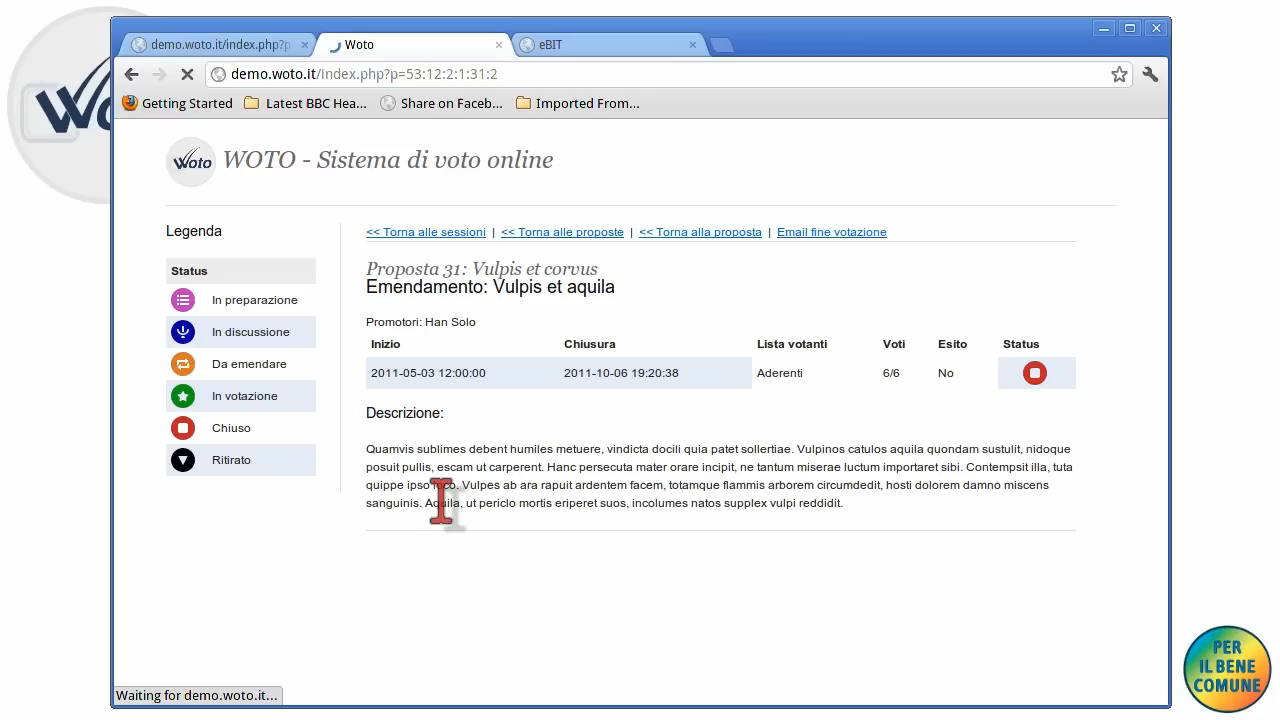 demo.woto.it/index.php?p
Woto
eBIT
demo.woto.it/index.php?p=53:12:2:1:31:2
Getting Started
Latest BBC Hea...
Share on Faceb...
Imported From...
Woto
WOTO - Sistema di voto online
Legenda
Status
In preparazione
In discussione
Da emendare
In votazione
Chiuso
Ritirato
<< Torna alle sessioni | << Torna alle proposte | << Torna alla proposta | Email fine votazione
Proposta 31: Vulpis et corvus
Emendamento: Vulpis et aquila
Promotori: Han Solo
Inizio Chiusura Lista votanti Voti Esito Status
2011-05-03 12:00:00 2011-10-06 19:20:38 Aderenti 6/6 No
Descrizione:
Quamvis sublimes debent humiles metuere, vindicta docili quia patet sollertiae. Vulpinos catulos aquila quondam sustulit, nidoque
posuit pullis, escam ut carperent. Hanc persecuta mater orare incipit, ne tantum miserae luctum importaret sibi. Contempsit illa, tuta
quippe ipso loco. Vulpes ab ara rapuit ardentem facem, totamque flammis arborem circumdedit, hosti dolorem damno miscens
sanguinis. Aquila, ut periclo mortis eriperet suos, incolumes natos supplex vulpi reddidit.
Waiting for demo.woto.it...
PER
IL BENE
COMUNE